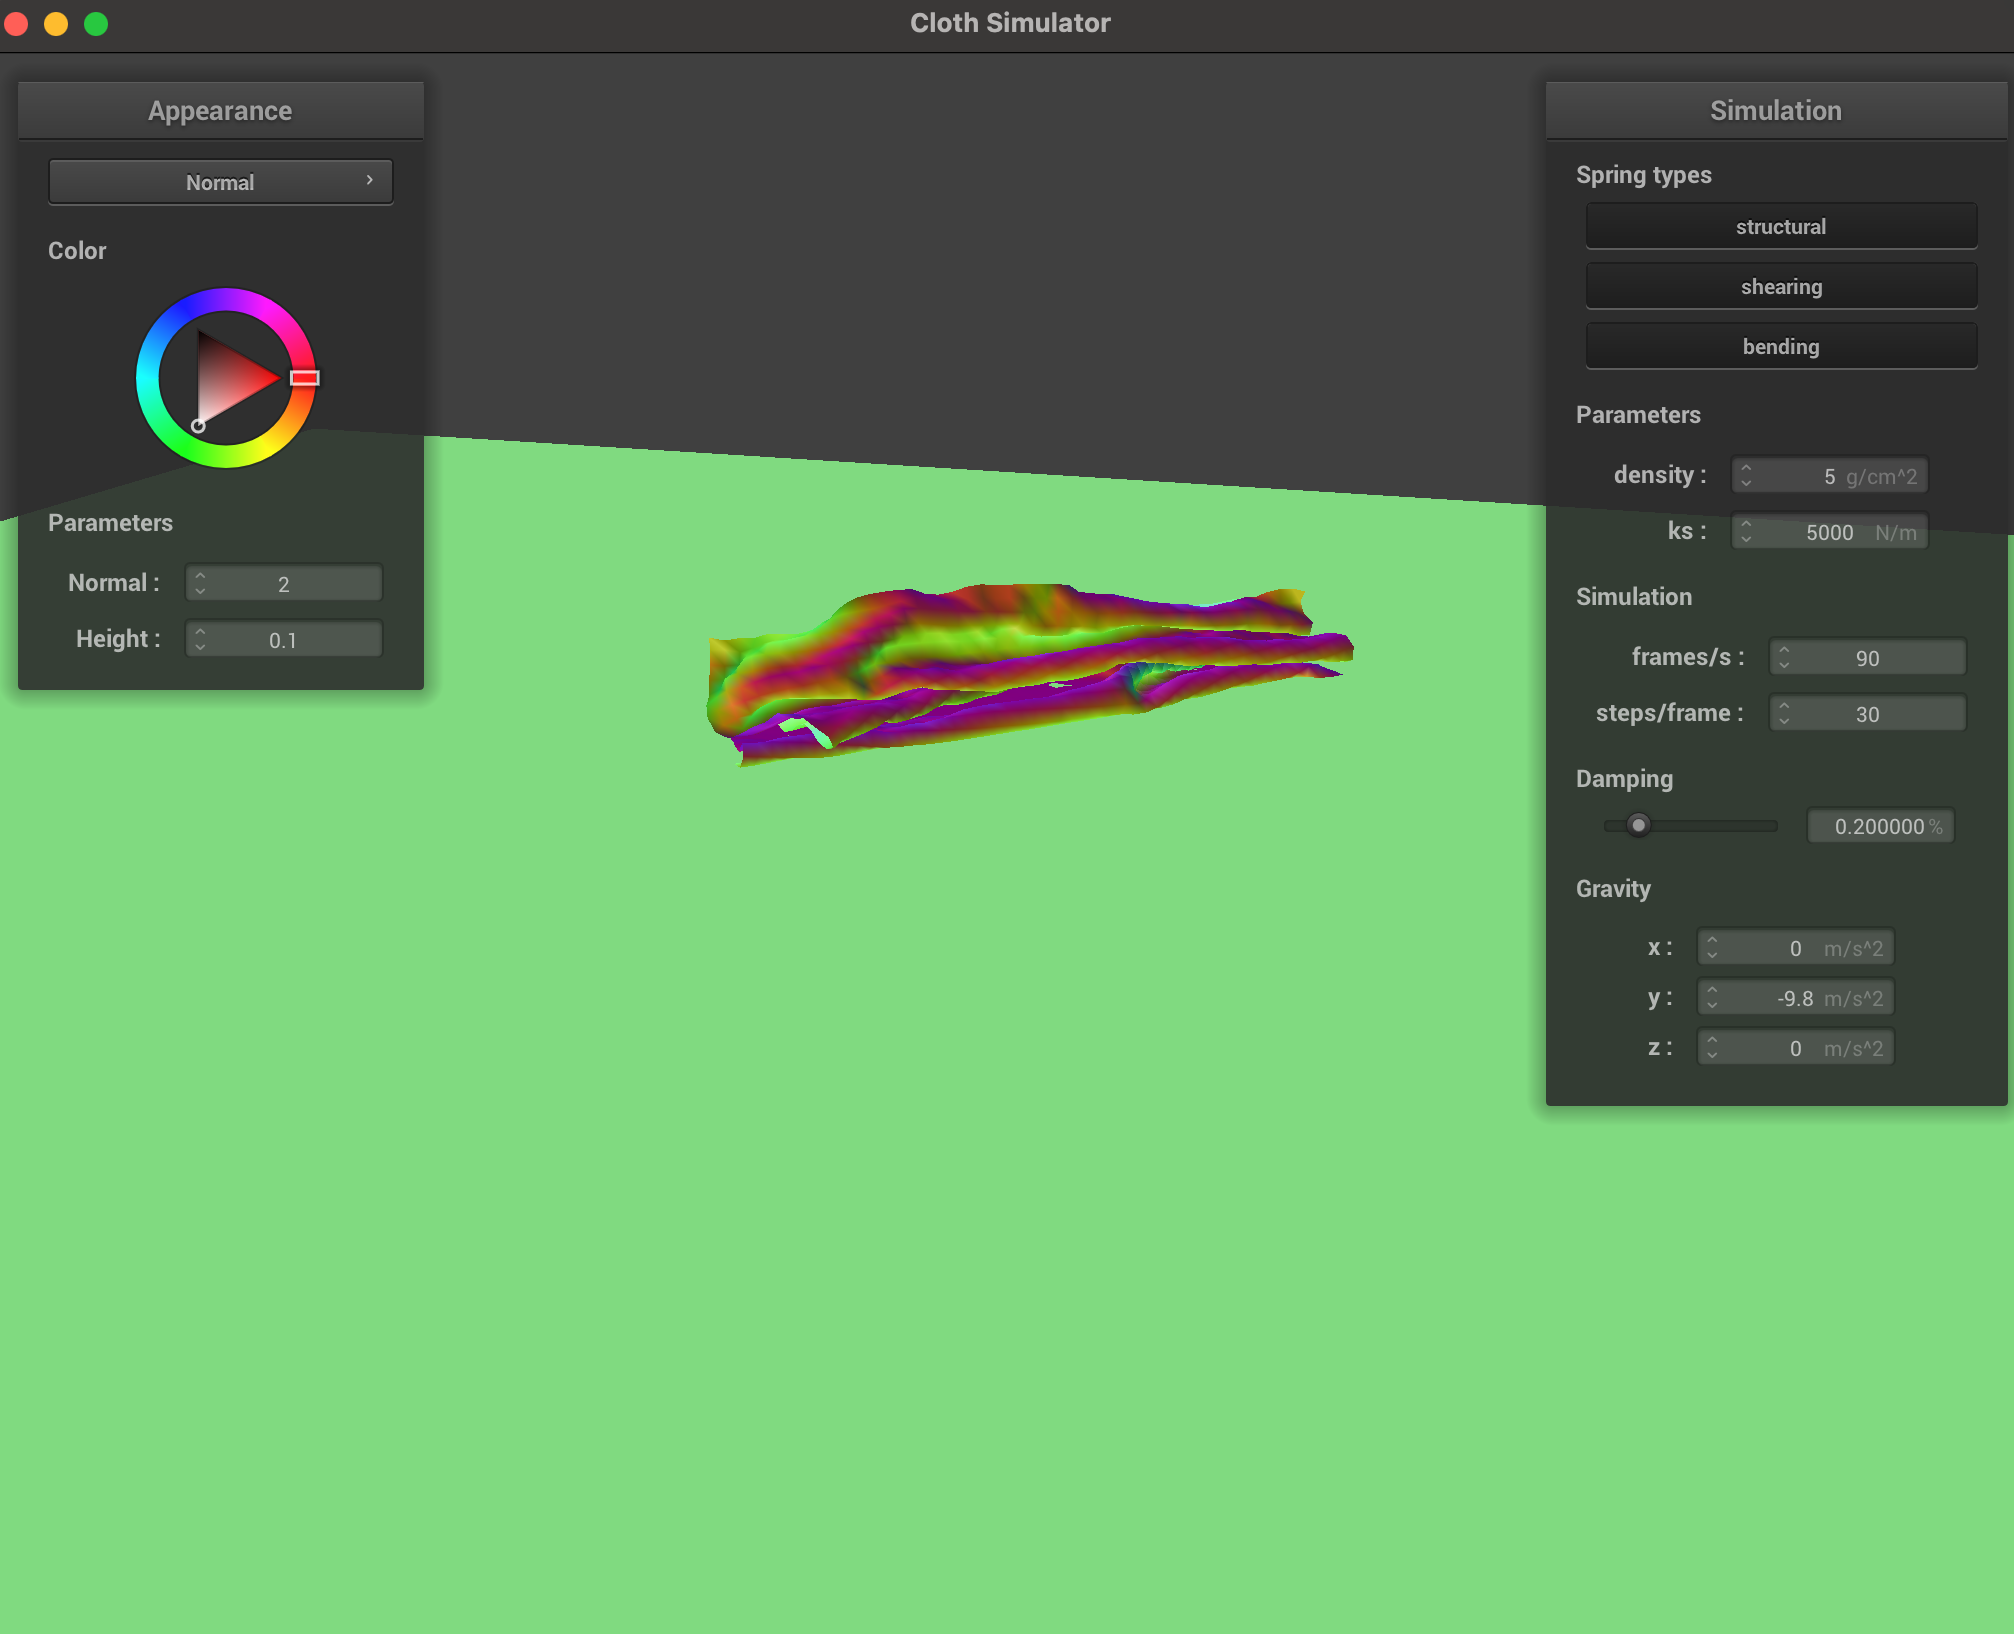 Cloth Simulator
Appearance
Normal
Color
Parameters
Normal : 2
Height : 0.1
Simulation
Spring types
structural
shearing
bending
Parameters
density : 5 g/cm^2
ks : 5000 N/m
Simulation
frames/s : 90
steps/frame : 30
Damping
0.200000 %
Gravity
x : 0 m/s^2
y : -9.8 m/s^2
z : 0 m/s^2